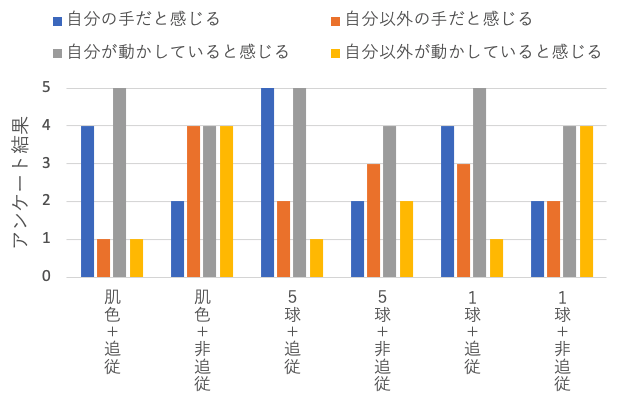 自分の手だと感じる
自分以外の手だと感じる
自分が動かしていると感じる
自分以外が動かしていると感じる
アンケート結果
5
4
3
2
1
0
肌色+追従
肌色+非追従
5球+追従
5球+非追従
1球+追従
1球+非追従